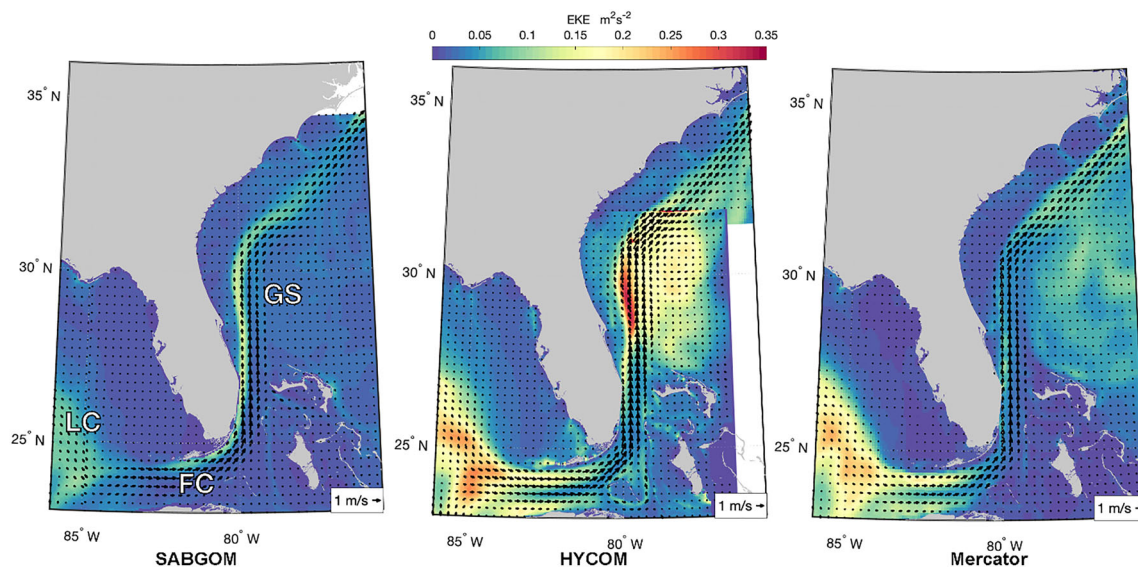 EKE m²s⁻²
0 0.05 0.1 0.15 0.2 0.25 0.3 0.35
35° N
30° N
25° N
85° W
80° W
GS
LC
FC
1 m/s
SABGOM
35° N
30° N
25° N
85° W
80° W
1 m/s
HYCOM
35° N
30° N
25° N
85° W
80° W
1 m/s
Mercator